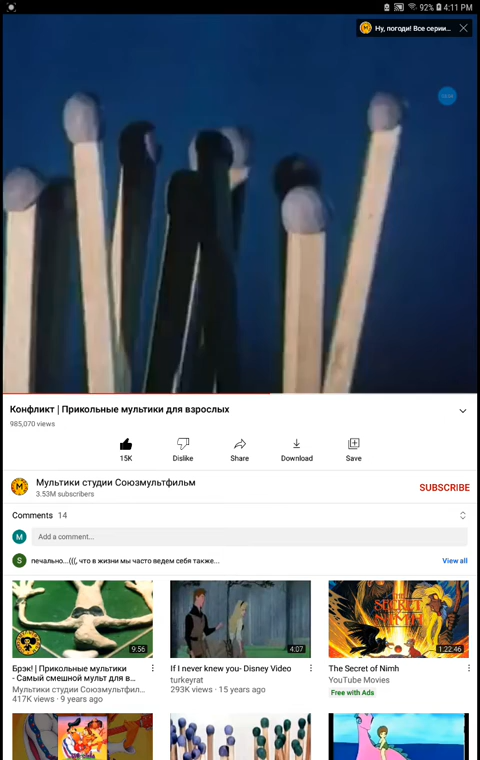 92% 4:11 PM
Ну, погоди! Все серии...
Конфликт | Прикольные мультики для взрослых
985,070 views
15K Dislike Share Download Save
Мультики студии Союзмультфильм
3.53M subscribers
SUBSCRIBE
Comments 14
M Add a comment...
S печально...(((, что в жизни мы часто ведем себя также... View all
9:56
Брэк! | Прикольные мультики
- Самый смешной мульт для в...
Мультики студии Союзмультфил...
417K views · 9 years ago
4:07
If I never knew you- Disney Video
turkeyrat
293K views · 15 years ago
THE SECRET OF NIMH
1:22:46
The Secret of Nimh
YouTube Movies
Free with Ads